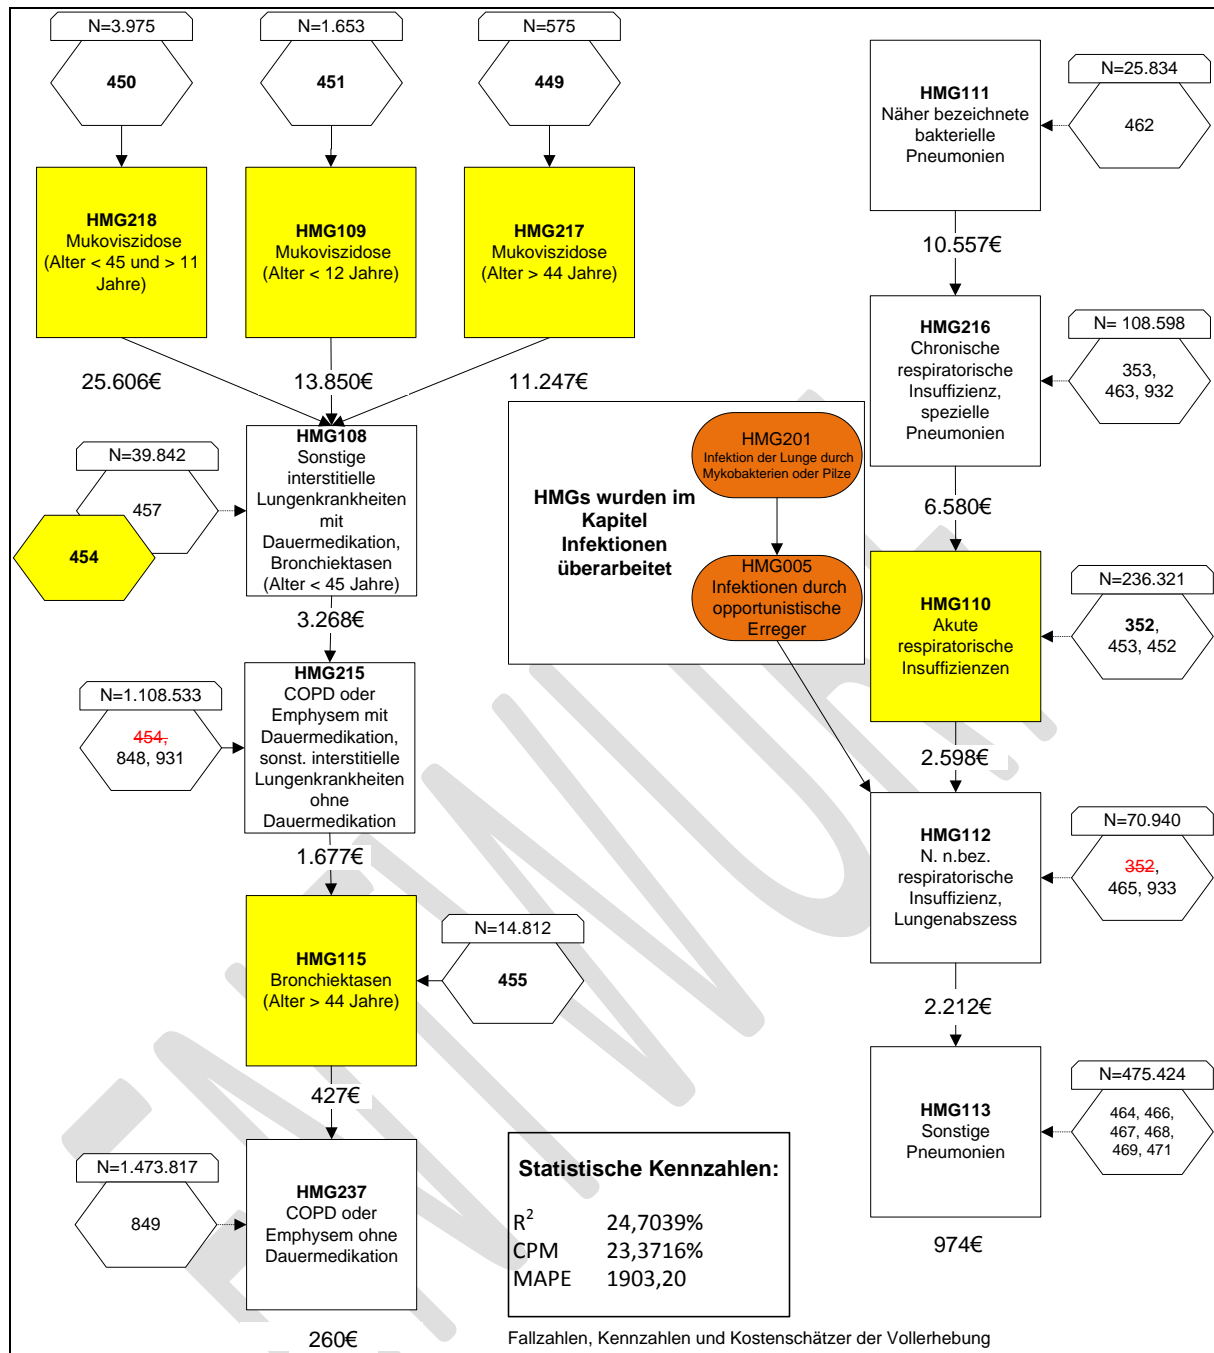 N=3.975
450
N=1.653
451
N=575
449
HMG218
Mukoviszidose
(Alter < 45 und > 11
Jahre)
HMG109
Mukoviszidose
(Alter < 12 Jahre)
HMG217
Mukoviszidose
(Alter > 44 Jahre)
25.606€
13.850€
11.247€
N=39.842
457
454
HMG108
Sonstige
interstitielle
Lungenkrankheiten
mit
Dauermedikation,
Bronchiektasen
(Alter < 45 Jahre)
3.268€
N=1.108.533
454,
848, 931
HMG215
COPD oder
Emphysem mit
Dauermedikation,
sonst. interstitielle
Lungenkrankheiten
ohne
Dauermedikation
1.677€
HMG115
Bronchiektasen
(Alter > 44 Jahre)
N=14.812
455
427€
N=1.473.817
849
HMG237
COPD oder
Emphysem ohne
Dauermedikation
260€
HMGs wurden im
Kapitel
Infektionen
überarbeitet
HMG201
Infektion der Lunge durch
Mykobakterien oder Pilze
HMG005
Infektionen durch
opportunistische
Erreger
HMG111
Näher bezeichnete
bakterielle
Pneumonien
N=25.834
462
10.557€
HMG216
Chronische
respiratorische
Insuffizienz,
spezielle
Pneumonien
N= 108.598
353,
463, 932
6.580€
HMG110
Akute
respiratorische
Insuffizienzen
N=236.321
352,
453, 452
2.598€
HMG112
N. n.bez.
respiratorische
Insuffizienz,
Lungenabszess
N=70.940
352,
465, 933
2.212€
HMG113
Sonstige
Pneumonien
N=475.424
464, 466,
467, 468,
469, 471
974€
Statistische Kennzahlen:
R² 24,7039%
CPM 23,3716%
MAPE 1903,20
Fallzahlen, Kennzahlen und Kostenschätzer der Vollerhebung
ENTWURF